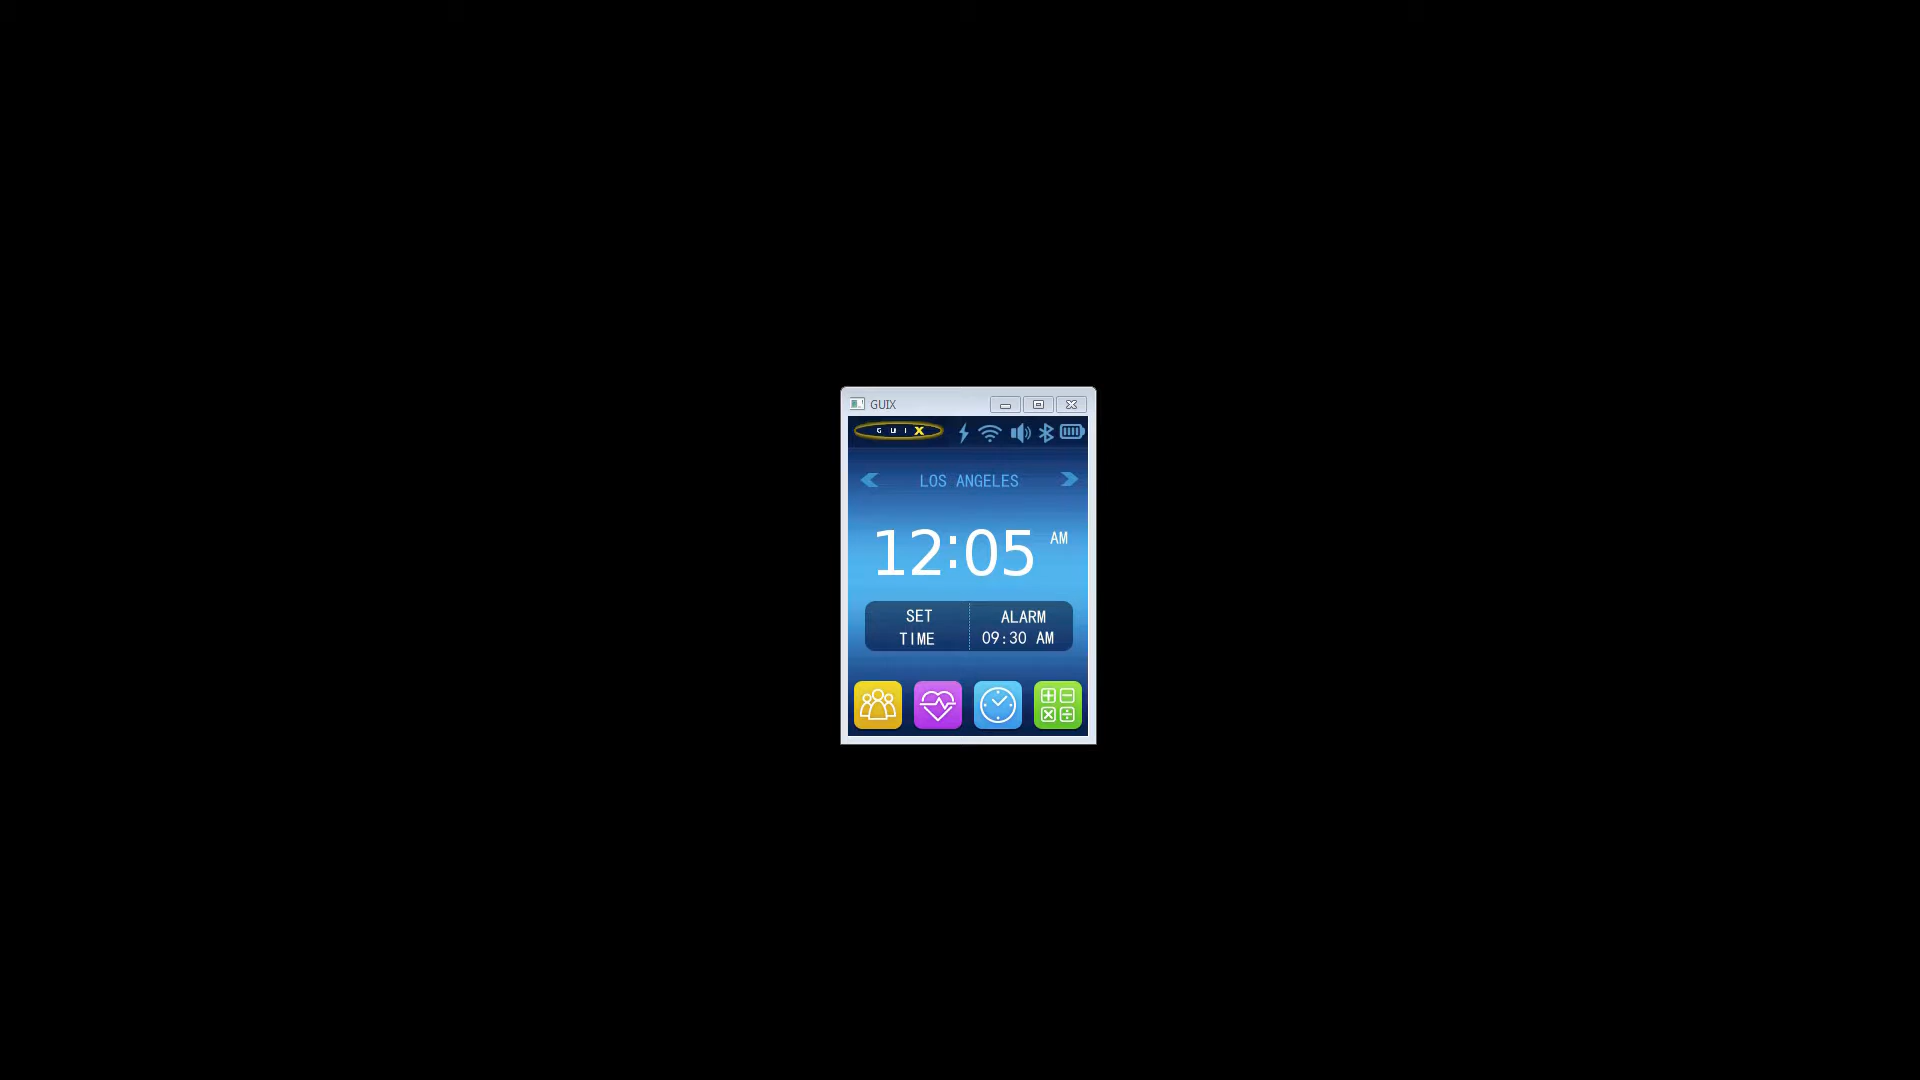 GUIX
GUIX
LOS ANGELES
12:05 AM
SET TIME
ALARM
09:30 AM